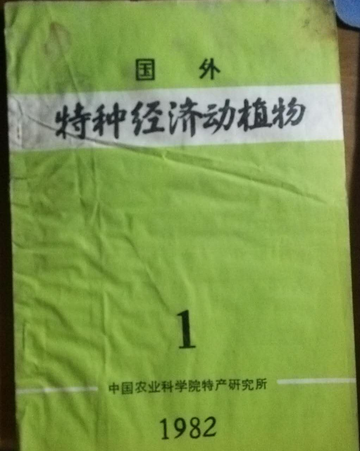 国外
特种经济动植物
1
中国农业科学院特产研究所
1982